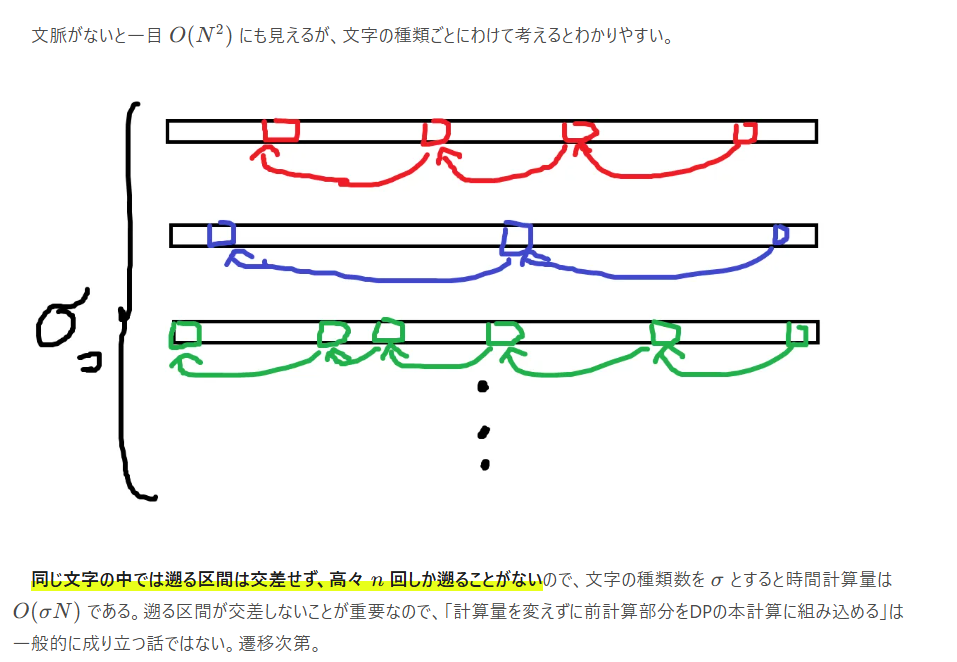 文脈がないと一目 O(N²) にも見えるが、文字の種類ごとにわけて考えるとわかりやすい。
σ
コ
同じ文字の中では遡る区間は交差せず、高々 n 回しか遡ることがないので、文字の種類数を σ とすると時間計算量は
O(σN) である。遡る区間が交差しないことが重要なので、「計算量を変えずに前計算部分をDPの本計算に組み込める」は
一般的に成り立つ話ではない。遷移次第。